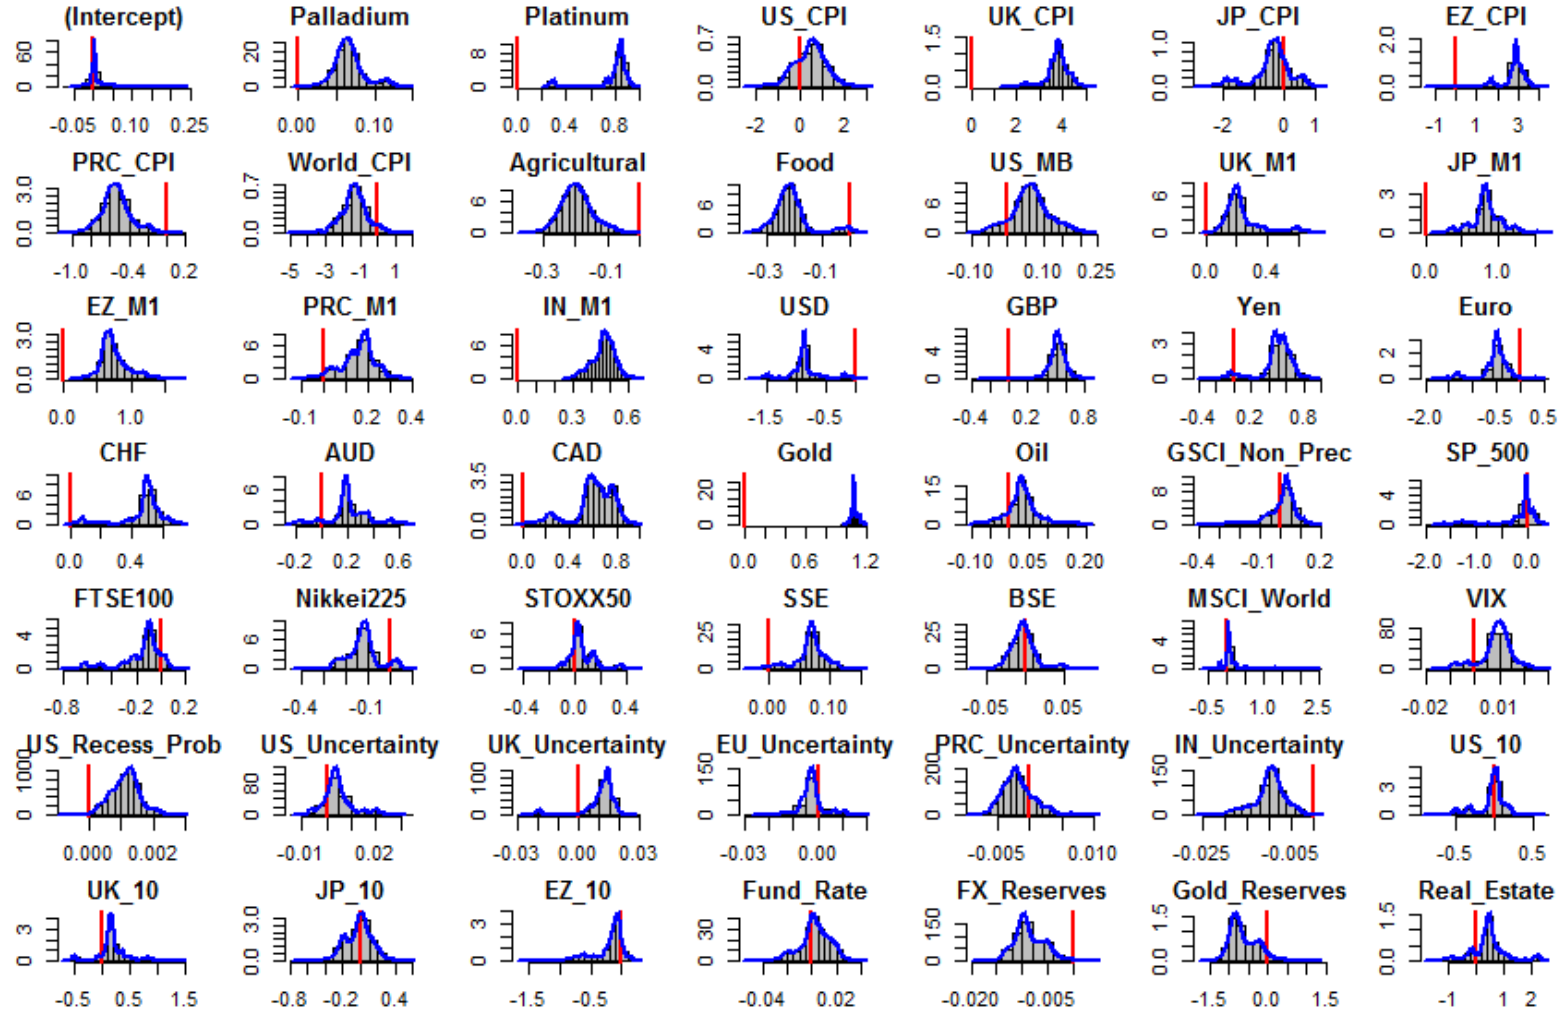 (Intercept) Palladium Platinum US_CPI UK_CPI JP_CPI EZ_CPI
0 60 0 20 0 8 0.0 0.7 0.0 1.5 0.0 1.0 0.0 2.0
-0.05 0.10 0.25 0.00 0.10 0.0 0.4 0.8 -2 0 2 0 2 4 -2 0 1 -1 1 3
PRC_CPI World_CPI Agricultural Food US_MB UK_M1 JP_M1
0.0 3.0 0.0 0.7 0 6 0 6 0 6 0 6 0 3
-1.0 -0.4 0.2 -5 -3 -1 1 -0.3 -0.1 -0.3 -0.1 -0.10 0.10 0.25 0.0 0.4 0.0 1.0
EZ_M1 PRC_M1 IN_M1 USD GBP Yen Euro
0.0 3.0 0 6 0 6 0 4 0 4 0 3 0 2
0.0 1.0 -0.1 0.2 0.4 0.0 0.3 0.6 -1.5 -0.5 -0.4 0.2 0.8 -0.4 0.2 0.8 -2.0 -0.5 0.5
CHF AUD CAD Gold Oil GSCI_Non_Prec SP_500
0 6 0 6 0.0 3.5 0 20 0 15 0 8 0 4
0.0 0.4 -0.2 0.2 0.6 0.0 0.4 0.8 0.0 0.6 1.2 -0.10 0.05 0.20 -0.4 -0.1 0.2 -2.0 -1.0 0.0
FTSE100 Nikkei225 STOXX50 SSE BSE MSCI_World VIX
0 4 0 6 0 6 0 25 0 25 0 4 0 80
-0.8 -0.2 0.2 -0.4 -0.1 -0.4 0.0 0.4 0.00 0.10 -0.05 0.05 -0.5 1.0 2.5 -0.02 0.01
US_Recess_Prob US_Uncertainty UK_Uncertainty EU_Uncertainty PRC_Uncertainty IN_Uncertainty US_10
0 1000 0 80 0 100 0 150 0 200 0 150 0 3
0.000 0.002 -0.01 0.02 -0.03 0.00 0.03 -0.03 0.00 -0.005 0.010 -0.025 -0.005 -0.5 0.5
UK_10 JP_10 EZ_10 Fund_Rate FX_Reserves Gold_Reserves Real_Estate
0 3 0.0 3.0 0 3 0 30 0 150 0.0 1.5 0.0 1.5
-0.5 0.5 1.5 -0.8 -0.2 0.4 -1.5 -0.5 -0.04 0.02 -0.020 -0.005 -1.5 0.0 1.5 -1 1 2